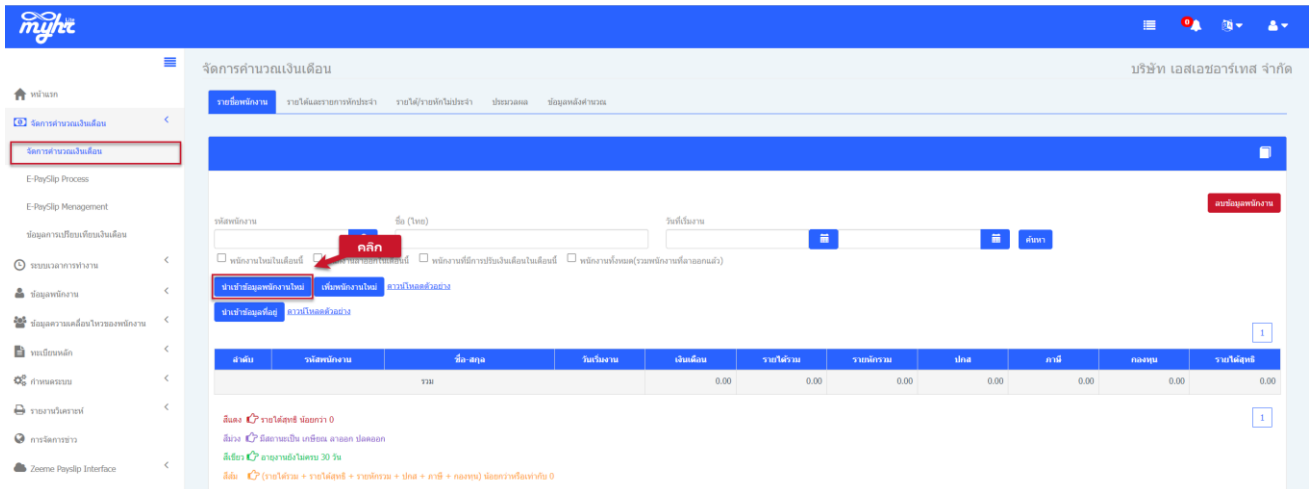 myhr Lite
0
จัดการคำนวณเงินเดือน
บริษัท เอสเอชอาร์เทส จำกัด
หน้าแรก
รายชื่อพนักงาน รายได้และรายการหักประจำ รายได้/รายหักไม่ประจำ ประมวลผล ข้อมูลหลังคำนวณ
จัดการคำนวณเงินเดือน
จัดการคำนวณเงินเดือน
E-PaySlip Process
E-PaySlip Menagement
ลบข้อมูลพนักงาน
ข้อมูลการเปรียบเทียบเงินเดือน
รหัสพนักงาน ชื่อ (ไทย) วันที่เริ่มงาน
ค้นหา
คลิก
ระบบเวลาการทำงาน
พนักงานใหม่ในเดือนนี้ พนักงานลาออกในเดือนนี้ พนักงานที่มีการปรับเงินเดือนในเดือนนี้ พนักงานทั้งหมด(รวมพนักงานที่ลาออกแล้ว)
ข้อมูลพนักงาน
นำเข้าข้อมูลพนักงานใหม่ เพิ่มพนักงานใหม่ ดาวน์โหลดตัวอย่าง
นำเข้าข้อมูลที่อยู่ ดาวน์โหลดตัวอย่าง
ข้อมูลความเคลื่อนไหวของพนักงาน
1
ทะเบียนหลัก
ลำดับ รหัสพนักงาน ชื่อ-สกุล วันเริ่มงาน เงินเดือน รายได้รวม รายหักรวม ปกส ภาษี กองทุน รายได้สุทธิ
กำหนดระบบ
รวม 0.00 0.00 0.00 0.00 0.00 0.00 0.00
รายงานวิเคราะห์
สีแดง รายได้สุทธิ น้อยกว่า 0
1
การจัดการข่าว
สีม่วง มีสถานะเป็น เกษียณ ลาออก ปลดออก
สีเขียว อายุงานยังไม่ครบ 30 วัน
Zeeme Payslip Interface
สีส้ม (รายได้รวม + รายได้สุทธิ + รายหักรวม + ปกส + ภาษี + กองทุน) น้อยกว่าหรือเท่ากับ 0